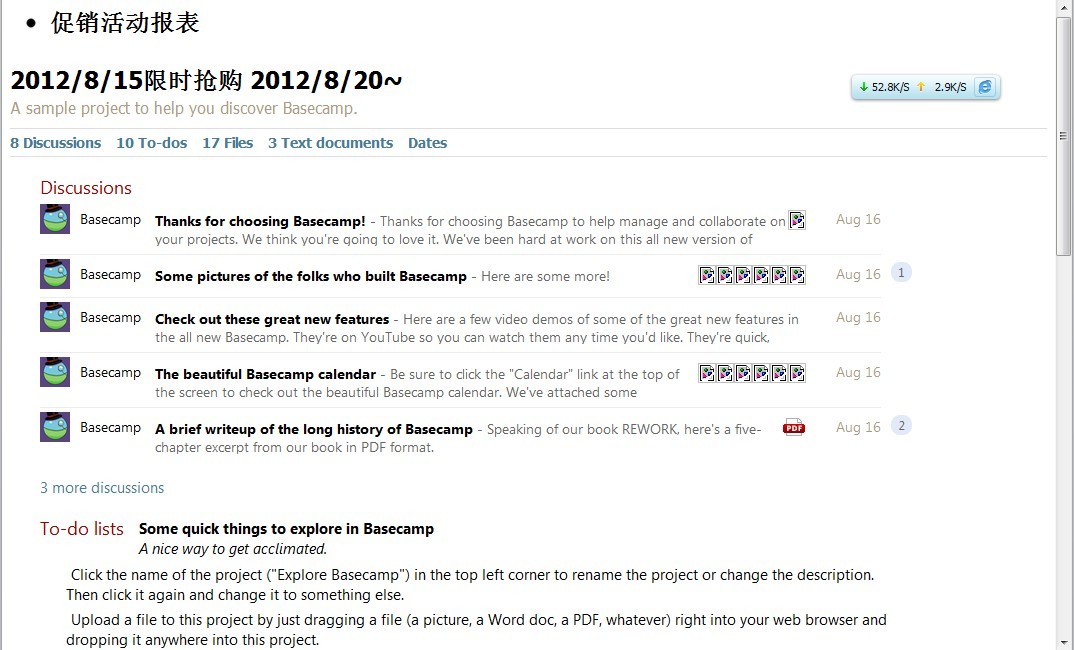 促销活动报表
2012/8/15限时抢购 2012/8/20~
A sample project to help you discover Basecamp.
52.8K/S 2.9K/S
8 Discussions 10 To-dos 17 Files 3 Text documents Dates
Discussions
Basecamp Thanks for choosing Basecamp! - Thanks for choosing Basecamp to help manage and collaborate on Aug 16
your projects. We think you're going to love it. We've been hard at work on this all new version of
Basecamp Some pictures of the folks who built Basecamp - Here are some more! Aug 16 1
Basecamp Check out these great new features - Here are a few video demos of some of the great new features in Aug 16
the all new Basecamp. They're on YouTube so you can watch them any time you'd like. They're quick,
Basecamp The beautiful Basecamp calendar - Be sure to click the "Calendar" link at the top of Aug 16
the screen to check out the beautiful Basecamp calendar. We've attached some
Basecamp A brief writeup of the long history of Basecamp - Speaking of our book REWORK, here's a five- PDF Aug 16 2
chapter excerpt from our book in PDF format.
3 more discussions
To-do lists Some quick things to explore in Basecamp
A nice way to get acclimated.
Click the name of the project ("Explore Basecamp") in the top left corner to rename the project or change the description.
Then click it again and change it to something else.
Upload a file to this project by just dragging a file (a picture, a Word doc, a PDF, whatever) right into your web browser and
dropping it anywhere into this project.